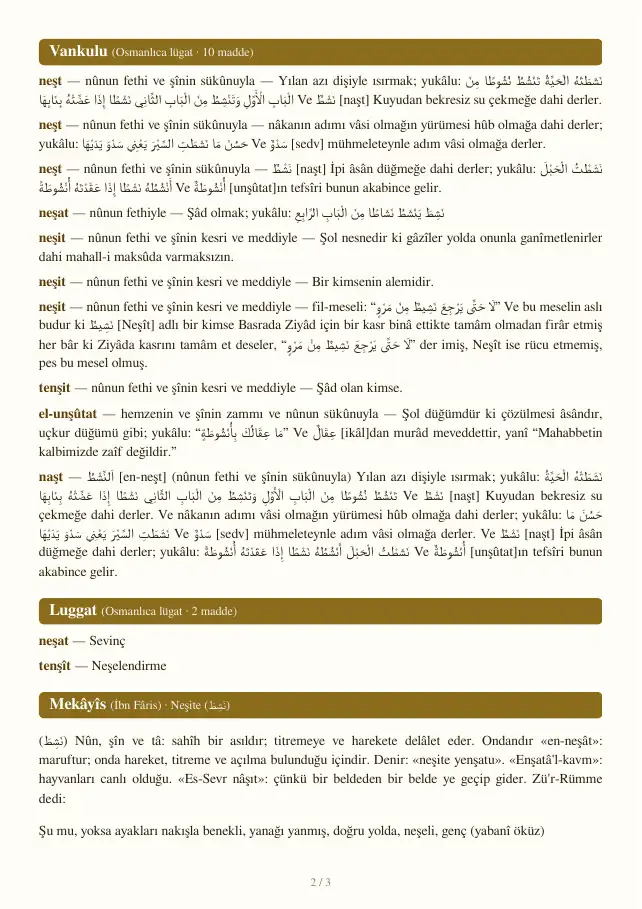 Vankulu (Osmanlıca lügat · 10 madde)
neşt — nûnun fethi ve şînin sükûnuyla — Yılan azı dişiyle ısırmak; yukâlu: نَشَطَتْهُ الْحَيَّةُ تَنْشُطُ نُشُوطًا مِنَ
الْبَابِ الْأَوَّلِ وَتَنْشِطُ مِنَ الْبَابِ الثَّانِي نَشْطًا إِذَا عَضَّتْهُ بِنَابِهَا Ve نَشْطٌ [naşt] Kuyudan bekresiz su çekmeğe dahi derler.
neşt — nûnun fethi ve şînin sükûnuyla — nâkanın adımı vâsi olmağın yürümesi hûb olmağa dahi derler;
yukâlu: حَسُنَ مَا نَشَطَتِ السَّيْرَ يَعْنِي سَدْوَ يَدَيْهَا Ve سَدْوٌ [sedv] mühmeleteynle adım vâsi olmağa derler.
neşt — nûnun fethi ve şînin sükûnuyla — نَشْطٌ [naşt] İpi âsân düğmeğe dahi derler; yukâlu: نَشَطْتُ الْحَبْلَ
أَنْشُطُهُ نَشْطًا إِذَا عَقَدْتَهُ أُنْشُوطَةً Ve أُنْشُوطَةٌ [unşûtat]ın tefsîri bunun akabince gelir.
neşat — nûnun fethiyle — Şâd olmak; yukâlu: نَشِطَ يَنْشَطُ نَشَاطًا مِنَ الْبَابِ الرَّابِعِ
neşit — nûnun fethi ve şînin kesri ve meddiyle — Şol nesnedir ki gâzîler yolda onunla ganîmetlenirler
dahi mahall-i maksûda varmaksızın.
neşit — nûnun fethi ve şînin kesri ve meddiyle — Bir kimsenin alemidir.
neşit — nûnun fethi ve şînin kesri ve meddiyle — fil-meseli: “لَا حَتَّى يَرْجِعَ نَشِيطٌ مِنْ مَرْوٍ” Ve bu meselin aslı
budur ki نَشِيطٌ [Neşît] adlı bir kimse Basrada Ziyâd için bir kasr binâ ettikte tamâm olmadan firâr etmiş
her bâr ki Ziyâda kasrını tamâm et deseler, “لَا حَتَّى يَرْجِعَ نَشِيطٌ مِنْ مَرْوٍ” der imiş, Neşît ise rücu etmemiş,
pes bu mesel olmuş.
tenşit — nûnun fethi ve şînin kesri ve meddiyle — Şâd olan kimse.
el-unşûtat — hemzenin ve şînin zammı ve nûnun sükûnuyla — Şol düğümdür ki çözülmesi âsândır,
uçkur düğümü gibi; yukâlu: “مَا عِقَالُكَ بِأُنْشُوطَةٍ” Ve عِقَالٌ [ikâl]dan murâd meveddettir, yanî “Mahabbetin
kalbimizde zaîf değildir.”
naşt — اَلنَّشْطُ [en-neşt] (nûnun fethi ve şînin sükûnuyla) Yılan azı dişiyle ısırmak; yukâlu: نَشَطَتْهُ الْحَيَّةُ
تَنْشُطُ نُشُوطًا مِنَ الْبَابِ الْأَوَّلِ وَتَنْشِطُ مِنَ الْبَابِ الثَّانِي نَشْطًا إِذَا عَضَّتْهُ بِنَابِهَا Ve نَشْطٌ [naşt] Kuyudan bekresiz su
çekmeğe dahi derler. Ve nâkanın adımı vâsi olmağın yürümesi hûb olmağa dahi derler; yukâlu: حَسُنَ مَا
نَشَطَتِ السَّيْرَ يَعْنِي سَدْوَ يَدَيْهَا Ve سَدْوٌ [sedv] mühmeleteynle adım vâsi olmağa derler. Ve نَشْطٌ [naşt] İpi âsân
düğmeğe dahi derler; yukâlu: نَشَطْتُ الْحَبْلَ أَنْشُطُهُ نَشْطًا إِذَا عَقَدْتَهُ أُنْشُوطَةً Ve أُنْشُوطَةٌ [unşûtat]ın tefsîri bunun
akabince gelir.
Luggat (Osmanlıca lügat · 2 madde)
neşat — Sevinç
tenşît — Neşelendirme
Mekâyîs (İbn Fâris) · Neşite (نَشِطَ)
(نَشِطَ) Nûn, şîn ve tâ: sahîh bir asıldır; titremeye ve harekete delâlet eder. Ondandır «en-neşât»:
maruftur; onda hareket, titreme ve açılma bulunduğu içindir. Denir: «neşite yenşatu». «Enşatâ'l-kavm»:
hayvanları canlı olduğu. «Es-Sevr nâşıt»: çünkü bir beldeden bir belde ye geçip gider. Zü'r-Rümme
dedi:
Şu mu, yoksa ayakları nakışla benekli, yanağı yanmış, doğru yolda, neşeli, genç (yabanî öküz)
2 / 3